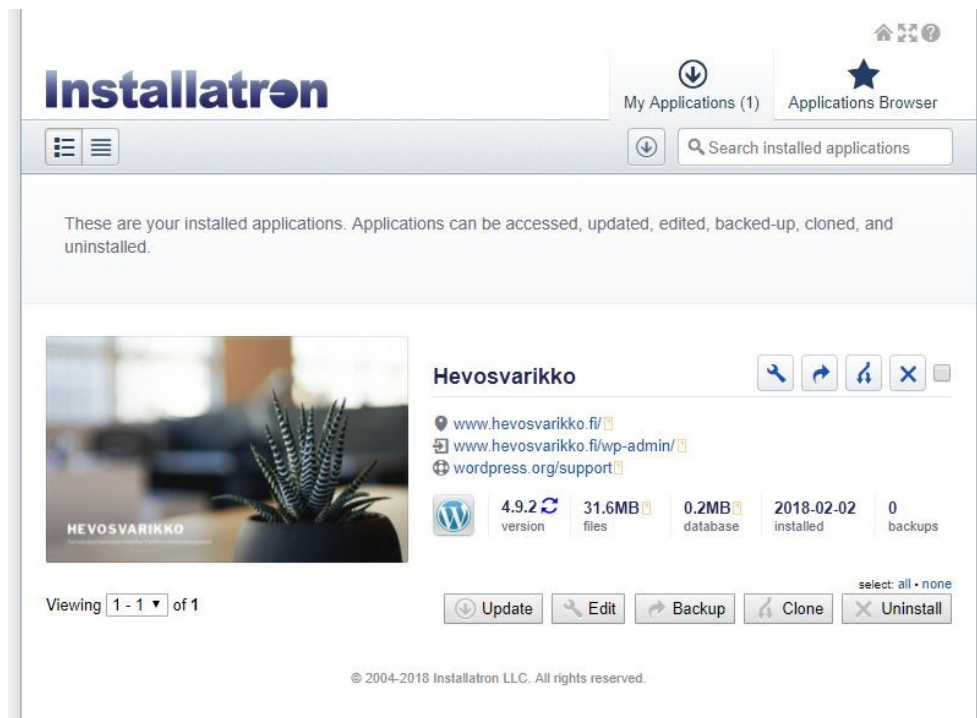 Installatron
My Applications (1)
Applications Browser
Search installed applications
These are your installed applications. Applications can be accessed, updated, edited, backed-up, cloned, and
uninstalled.
Hevosvarikko
www.hevosvarikko.fi/
www.hevosvarikko.fi/wp-admin/
wordpress.org/support
4.9.2 31.6MB 0.2MB 2018-02-02 0
version files database installed backups
HEVOSVARIKKO
select: all • none
Viewing 1 - 1 of 1
Update Edit Backup Clone Uninstall
© 2004-2018 Installatron LLC. All rights reserved.